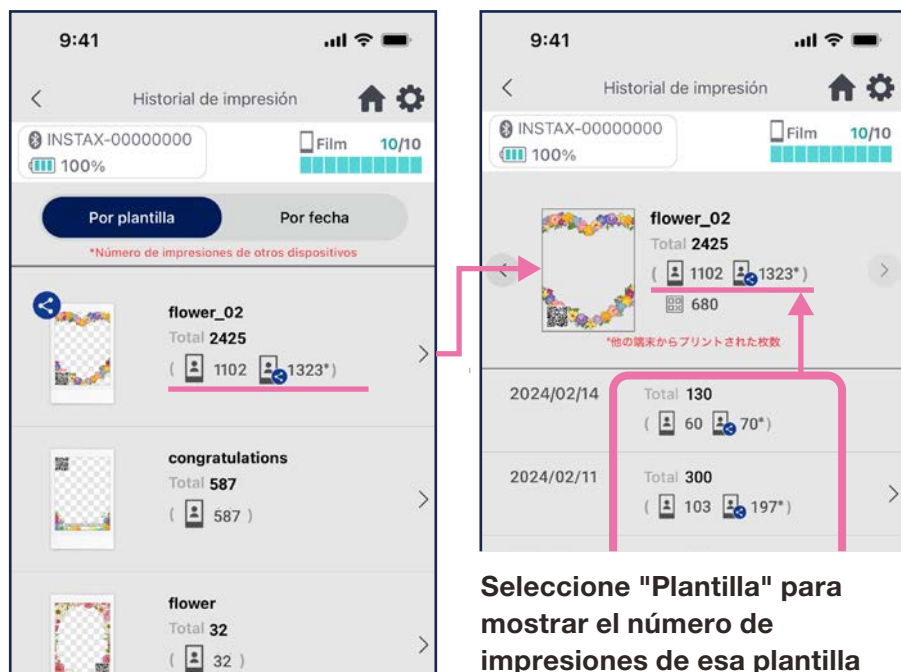 9:41
Historial de impresión
INSTAX-00000000
100%
Film 10/10
Por plantilla Por fecha
*Número de impresiones de otros dispositivos
flower_02
Total 2425
( 1102 1323*)
congratulations
Total 587
( 587 )
flower
Total 32
( 32 )
9:41
Historial de impresión
INSTAX-00000000
100%
Film 10/10
flower_02
Total 2425
( 1102 1323*)
680
*他の端末からプリントされた枚数
2024/02/14 Total 130
( 60 70*)
2024/02/11 Total 300
( 103 197*)
Seleccione "Plantilla" para
mostrar el número de
impresiones de esa plantilla